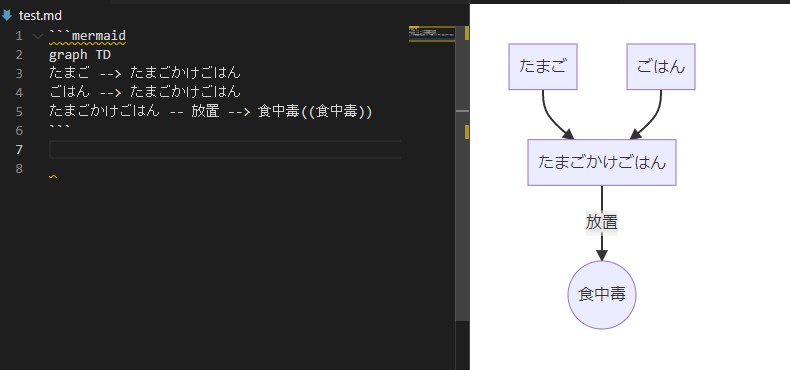 test.md
1 ```mermaid
2 graph TD
3 たまご --> たまごかけごはん
4 ごはん --> たまごかけごはん
5 たまごかけごはん -- 放置 --> 食中毒((食中毒))
6 ```
7
8
たまご
ごはん
たまごかけごはん
放置
食中毒